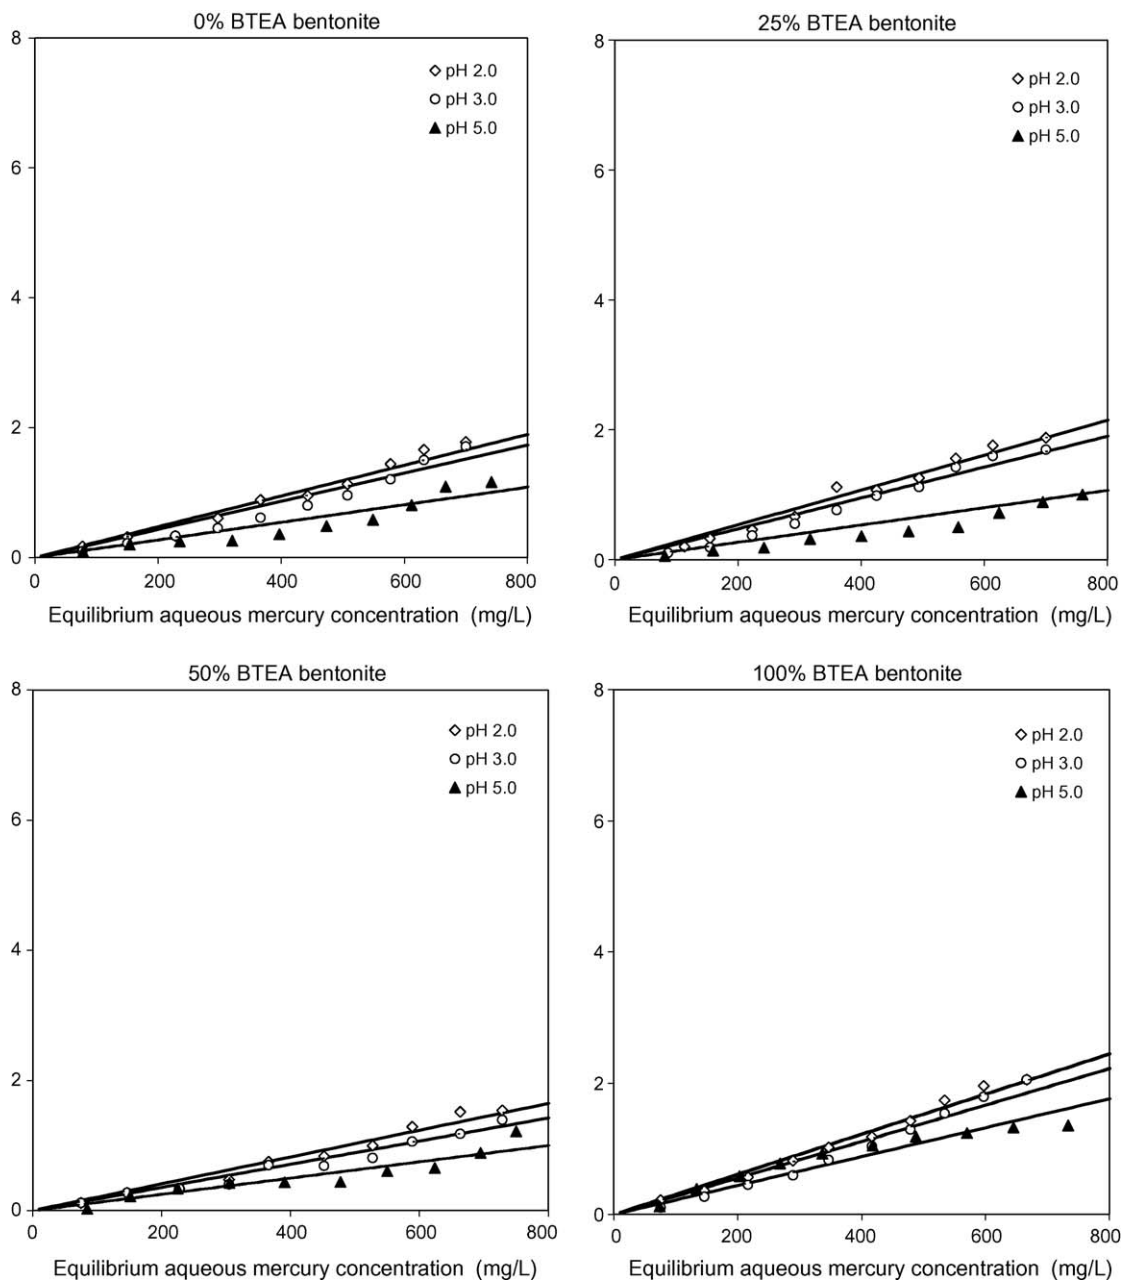 0% BTEA bentonite
8
6
4
2
0
◇ pH 2.0
○ pH 3.0
▲ pH 5.0
0 200 400 600 800
Equilibrium aqueous mercury concentration (mg/L)
25% BTEA bentonite
8
6
4
2
0
◇ pH 2.0
○ pH 3.0
▲ pH 5.0
0 200 400 600 800
Equilibrium aqueous mercury concentration (mg/L)
50% BTEA bentonite
8
6
4
2
0
◇ pH 2.0
○ pH 3.0
▲ pH 5.0
0 200 400 600 800
Equilibrium aqueous mercury concentration (mg/L)
100% BTEA bentonite
8
6
4
2
0
◇ pH 2.0
○ pH 3.0
▲ pH 5.0
0 200 400 600 800
Equilibrium aqueous mercury concentration (mg/L)